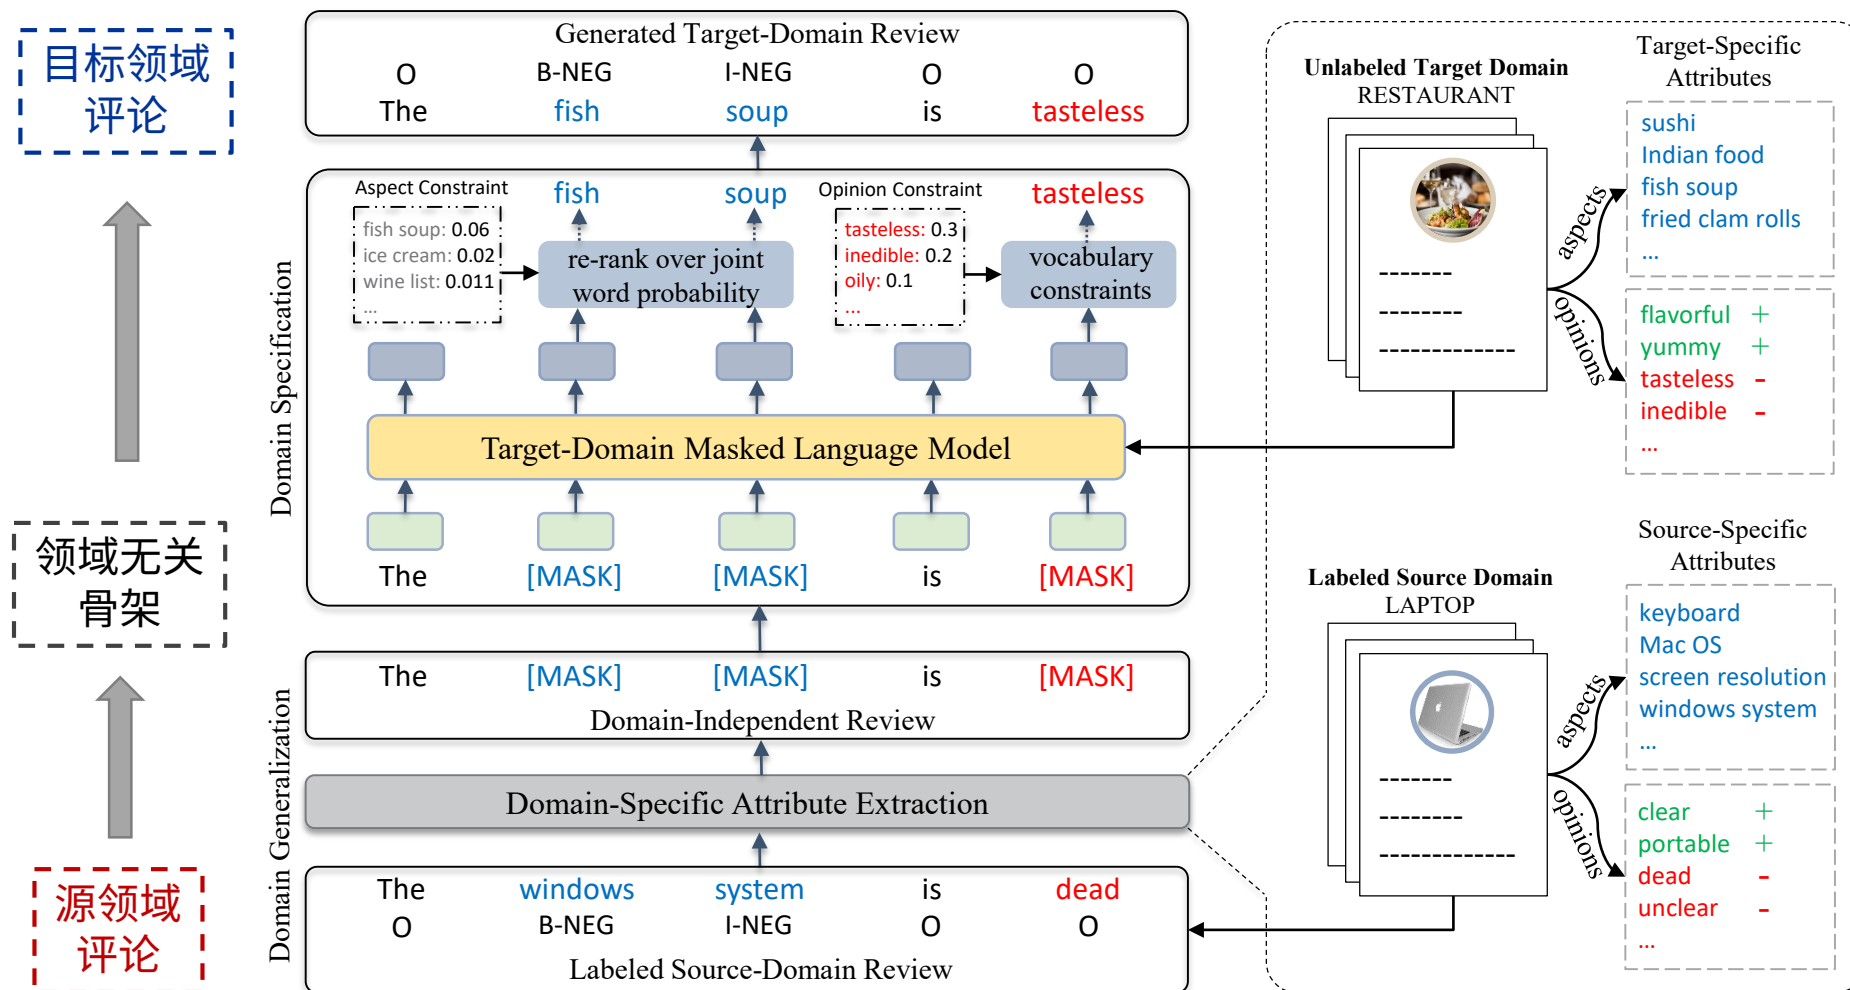 目标领域
评论
领域无关
骨架
源领域
评论
Generated Target-Domain Review
O B-NEG I-NEG O O
The fish soup is tasteless
Domain Specification
Aspect Constraint
fish soup: 0.06
ice cream: 0.02
wine list: 0.011
...
fish soup
Opinion Constraint
tasteless: 0.3
inedible: 0.2
oily: 0.1
...
tasteless
re-rank over joint
word probability
vocabulary
constraints
Target-Domain Masked Language Model
The [MASK] [MASK] is [MASK]
Domain Generalization
The [MASK] [MASK] is [MASK]
Domain-Independent Review
Domain-Specific Attribute Extraction
The windows system is dead
O B-NEG I-NEG O O
Labeled Source-Domain Review
Unlabeled Target Domain
RESTAURANT
aspects
opinions
Target-Specific
Attributes
sushi
Indian food
fish soup
fried clam rolls
...
flavorful +
yummy +
tasteless -
inedible -
...
Labeled Source Domain
LAPTOP
aspects
opinions
Source-Specific
Attributes
keyboard
Mac OS
screen resolution
windows system
...
clear +
portable +
dead -
unclear -
...